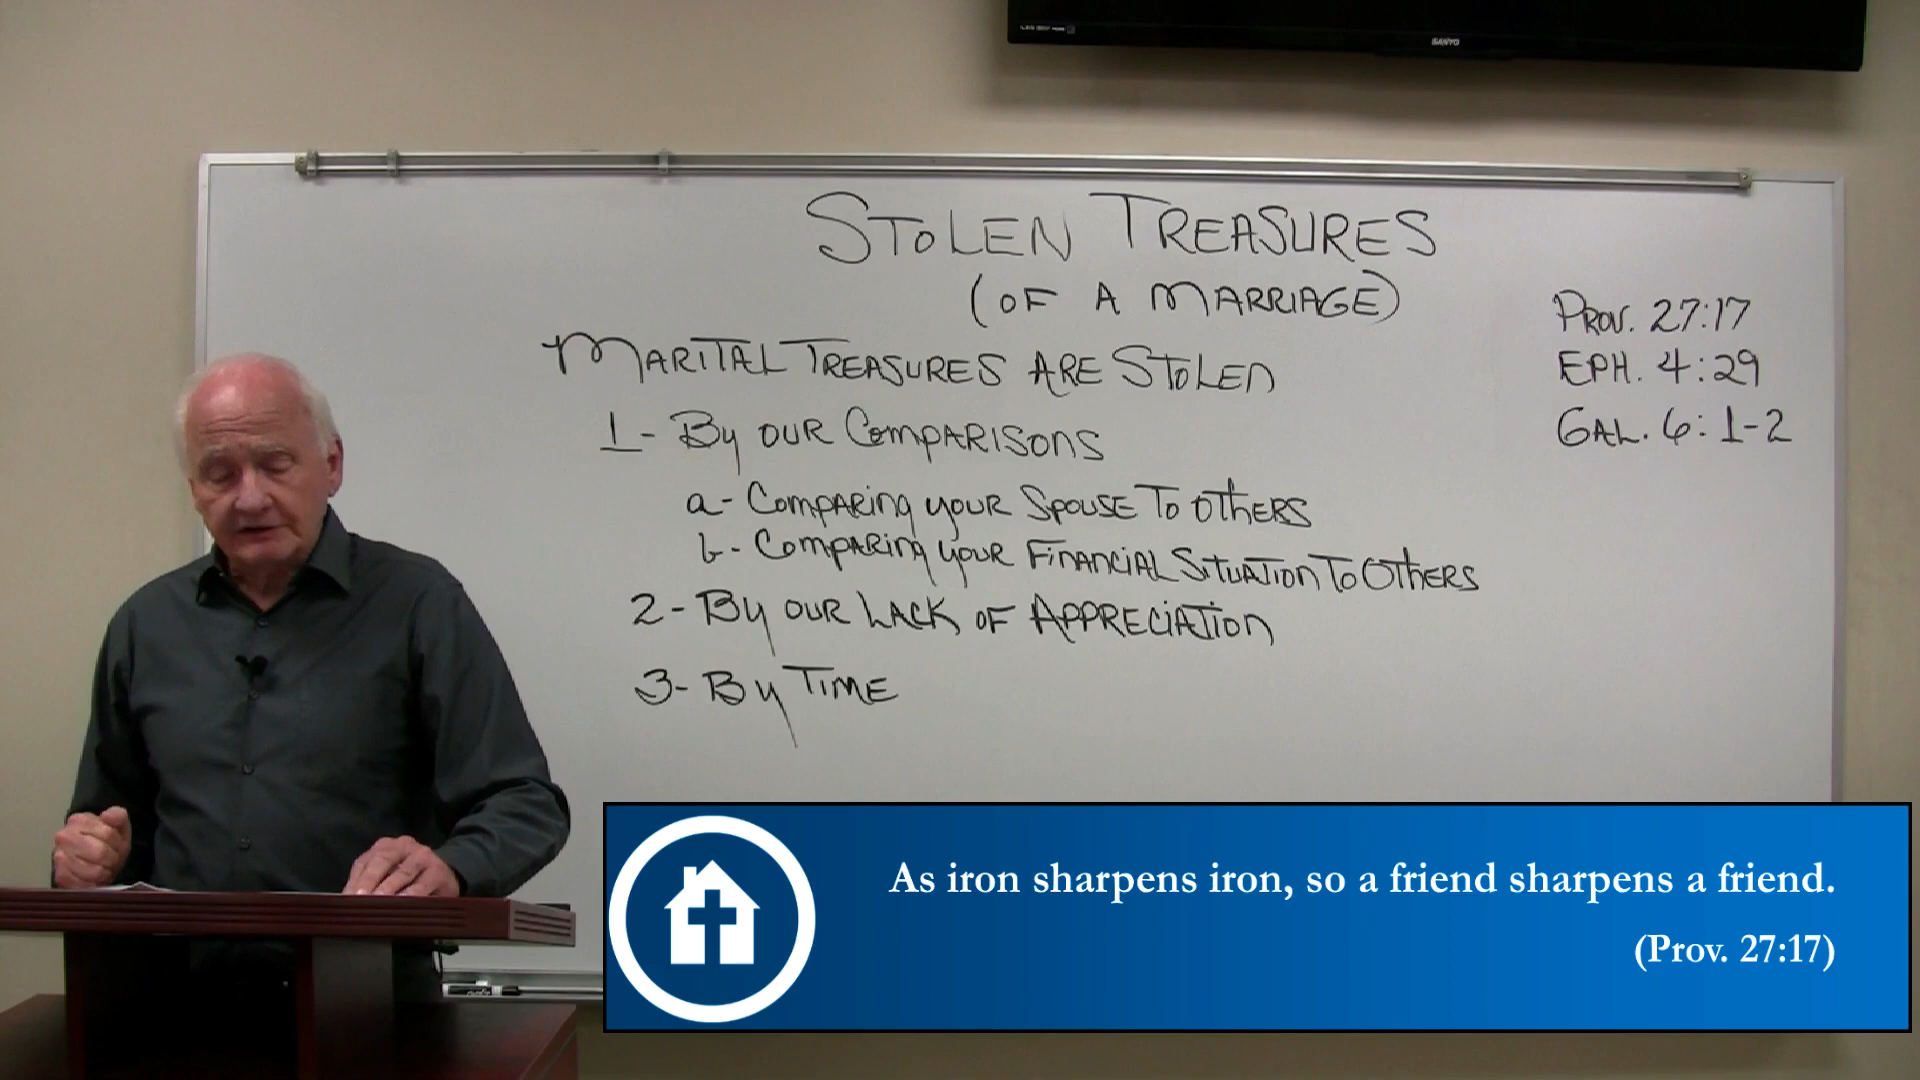 SANYO
STOLEN TREASURES
(OF A MARRIAGE)
MARITAL TREASURES ARE STOLEN
1- By OUR COMPARISONS
a- COMPARing yOUR SPOUSE To OTHERS
b- COMPARing yOUR FINANCIAL SITUATION To OTHERS
2- By OUR LACK OF APPRECIATION
3- By TIME
PROV. 27:17
EPH. 4:29
GAL. 6:1-2
As iron sharpens iron, so a friend sharpens a friend.
(Prov. 27:17)